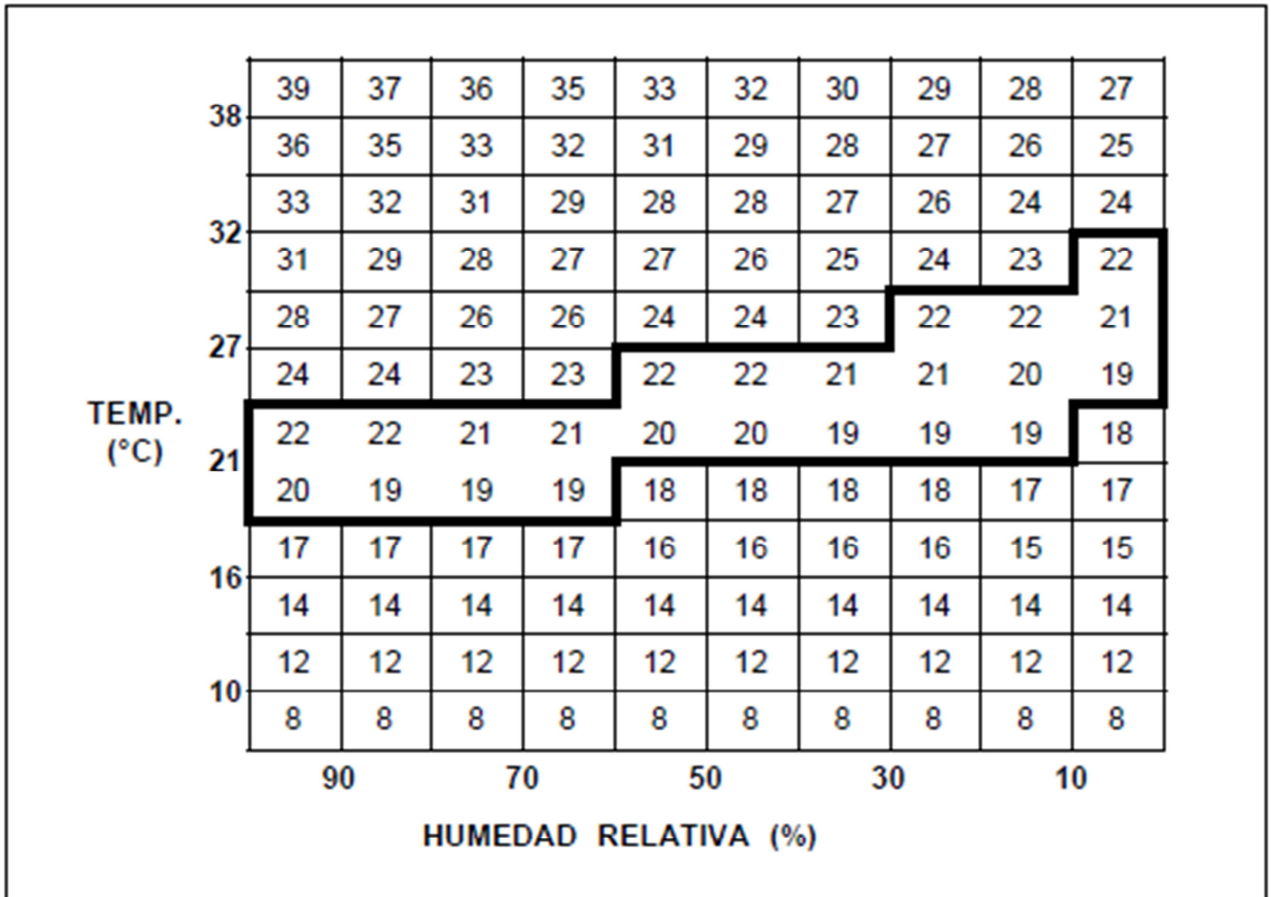 39 37 36 35 33 32 30 29 28 27
38
36 35 33 32 31 29 28 27 26 25
33 32 31 29 28 28 27 26 24 24
32
31 29 28 27 27 26 25 24 23 22
28 27 26 26 24 24 23 22 22 21
27
24 24 23 23 22 22 21 21 20 19
TEMP.
(°C)
22 22 21 21 20 20 19 19 19 18
21
20 19 19 19 18 18 18 18 17 17
17 17 17 17 16 16 16 16 15 15
16
14 14 14 14 14 14 14 14 14 14
12 12 12 12 12 12 12 12 12 12
10
8 8 8 8 8 8 8 8 8 8
90 70 50 30 10
HUMEDAD RELATIVA (%)